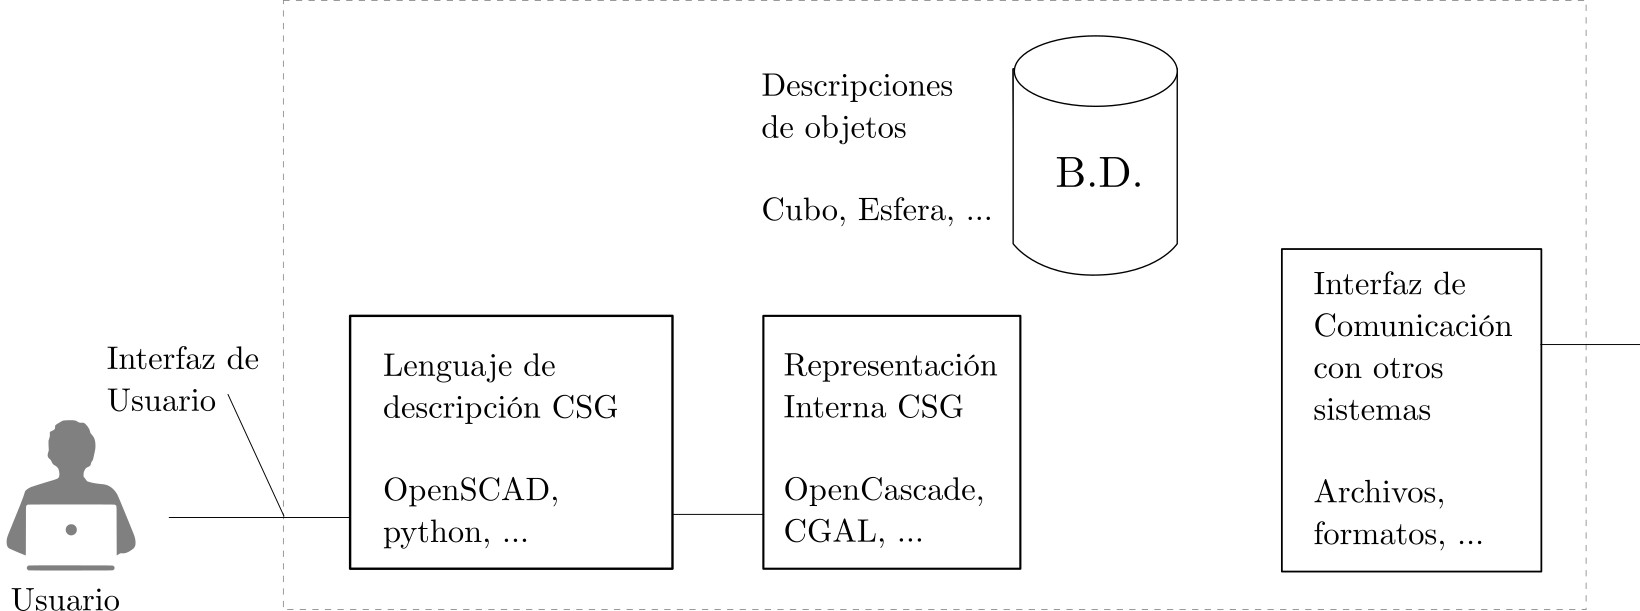 Descripciones
de objetos
Cubo, Esfera, ...
B.D.
Interfaz de
Usuario
Usuario
Lenguaje de
descripción CSG
OpenSCAD,
python, ...
Representación
Interna CSG
OpenCascade,
CGAL, ...
Interfaz de
Comunicación
con otros
sistemas
Archivos,
formatos, ...